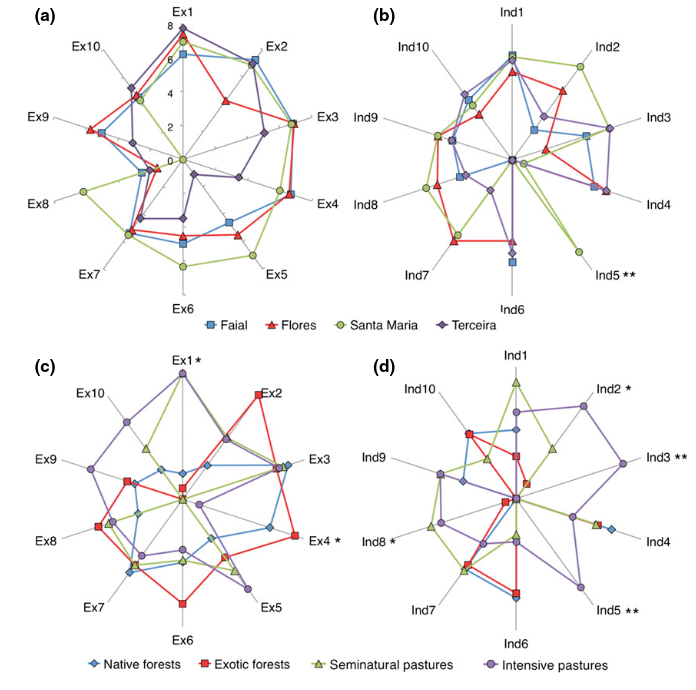 (a)
Ex1
Ex2
Ex3
Ex4
Ex5
Ex6
Ex7
Ex8
Ex9
Ex10
8
6
4
2
0
(b)
Ind1
Ind2
Ind3
Ind4
Ind5 **
Ind6
Ind7
Ind8
Ind9
Ind10
Faial Flores Santa Maria Terceira
(c)
Ex1 *
Ex2
Ex3
Ex4 *
Ex5
Ex6
Ex7
Ex8
Ex9
Ex10
(d)
Ind1
Ind2 *
Ind3 **
Ind4
Ind5 **
Ind6
Ind7
Ind8 *
Ind9
Ind10
Native forests Exotic forests Seminatural pastures Intensive pastures